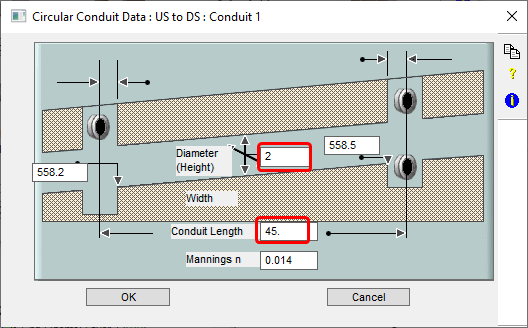 Circular Conduit Data : US to DS : Conduit 1
Diameter
(Height)
2
558.5
558.2
Width
Conduit Length
45.
Mannings n
0.014
OK
Cancel